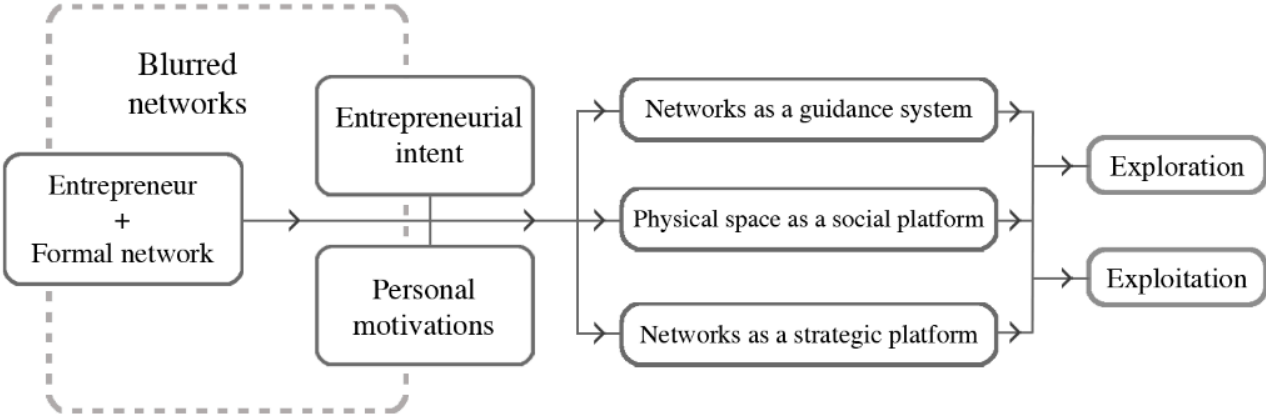 Blurred
networks
Entrepreneur
+
Formal network
Entrepreneurial
intent
Personal
motivations
Networks as a guidance system
Physical space as a social platform
Networks as a strategic platform
Exploration
Exploitation